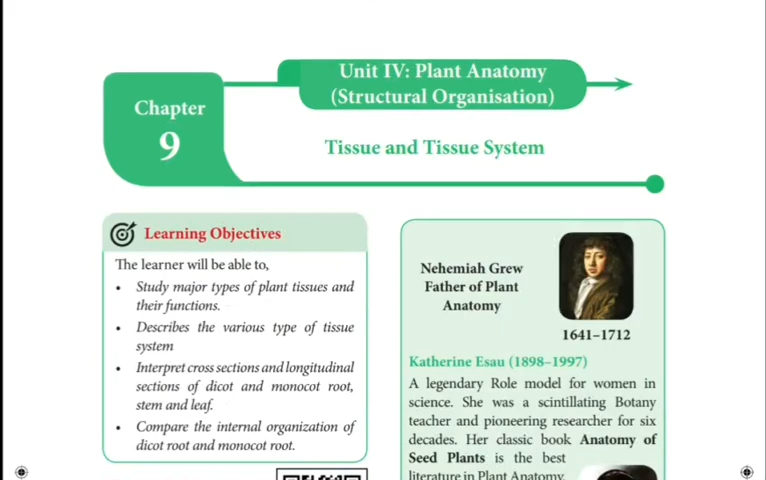 Chapter
9
Unit IV: Plant Anatomy
(Structural Organisation)
Tissue and Tissue System
Learning Objectives
The learner will be able to,
• Study major types of plant tissues and
their functions.
• Describes the various type of tissue
system
• Interpret cross sections and longitudinal
sections of dicot and monocot root,
stem and leaf.
• Compare the internal organization of
dicot root and monocot root.
Nehemiah Grew
Father of Plant
Anatomy
1641–1712
Katherine Esau (1898–1997)
A legendary Role model for women in
science. She was a scintillating Botany
teacher and pioneering researcher for six
decades. Her classic book Anatomy of
Seed Plants is the best
literature in Plant Anatomy.